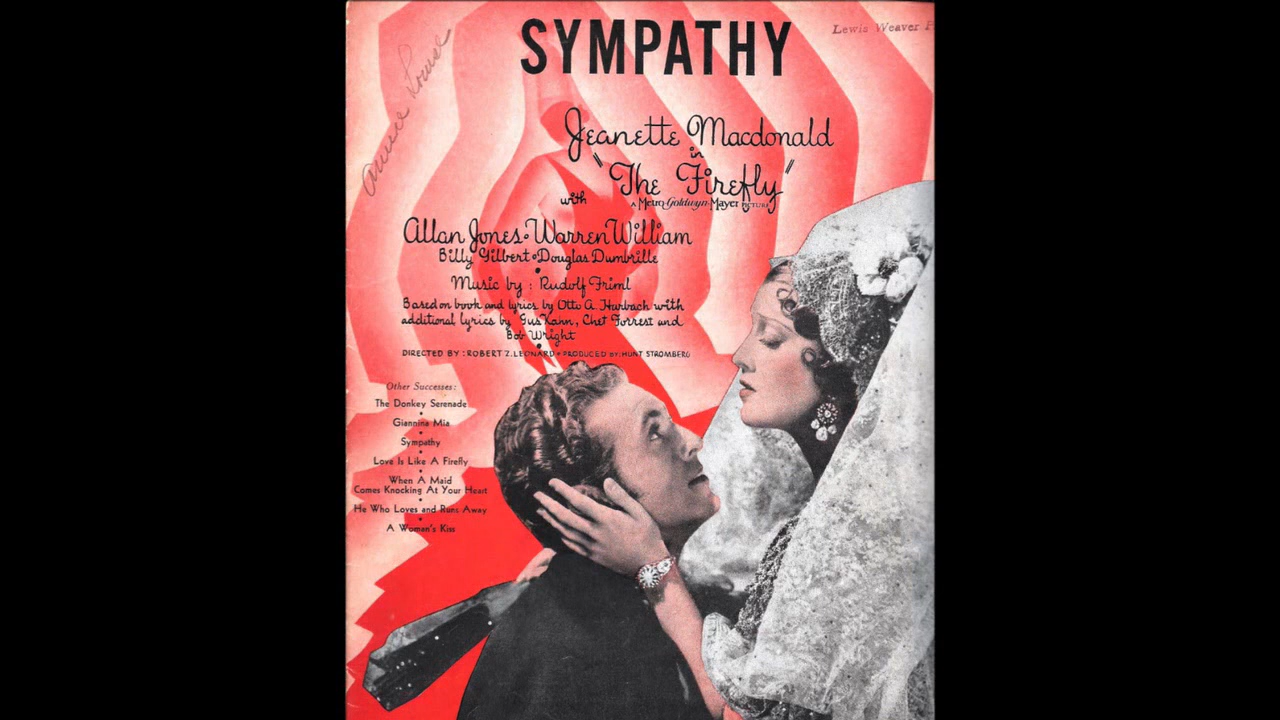 SYMPATHY
Lewis Weaver
Louise
Jeanette Macdonald
in
"The Firefly"
A Metro-Goldwyn-Mayer PICTURE
with
Allan Jones • Warren William
Billy Gilbert • Douglas Dumbrille
Music by : Rudolf Friml
Based on book and lyrics by Otto A. Harbach with
additional lyrics by Gus Kahn, Chet Forrest and
Bob Wright
DIRECTED BY: ROBERT Z. LEONARD • PRODUCED BY: HUNT STROMBERG
Other Successes:
The Donkey Serenade
Giannina Mia
Sympathy
Love Is Like A Firefly
When A Maid
Comes Knocking At Your Heart
He Who Loves and Runs Away
A Woman's Kiss